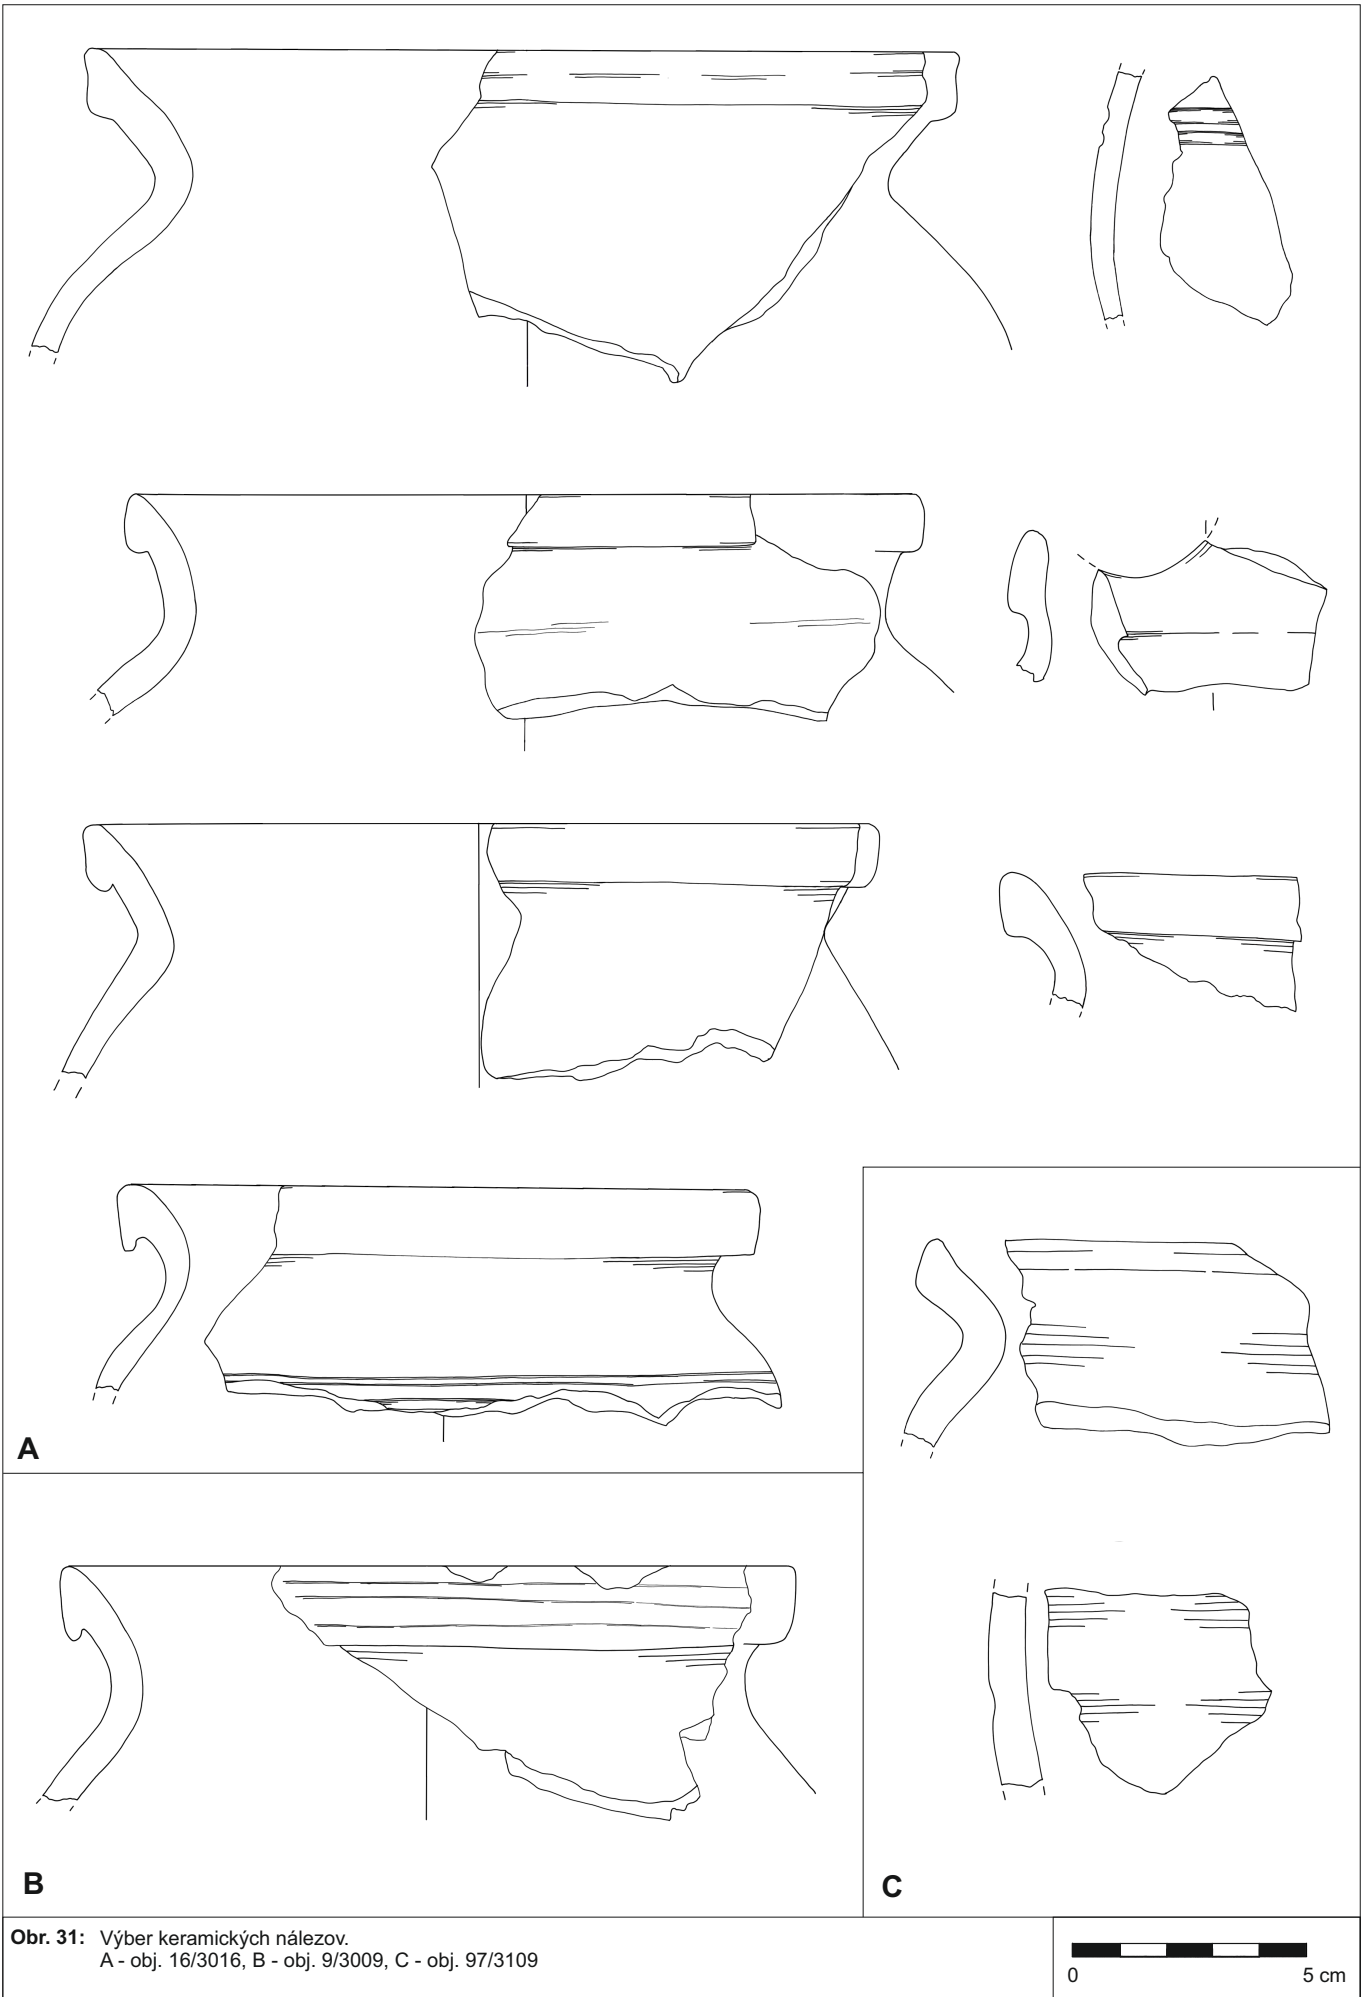 A
B
C
Obr. 31: Výber keramických nálezov.
A - obj. 16/3016, B - obj. 9/3009, C - obj. 97/3109
0 5 cm